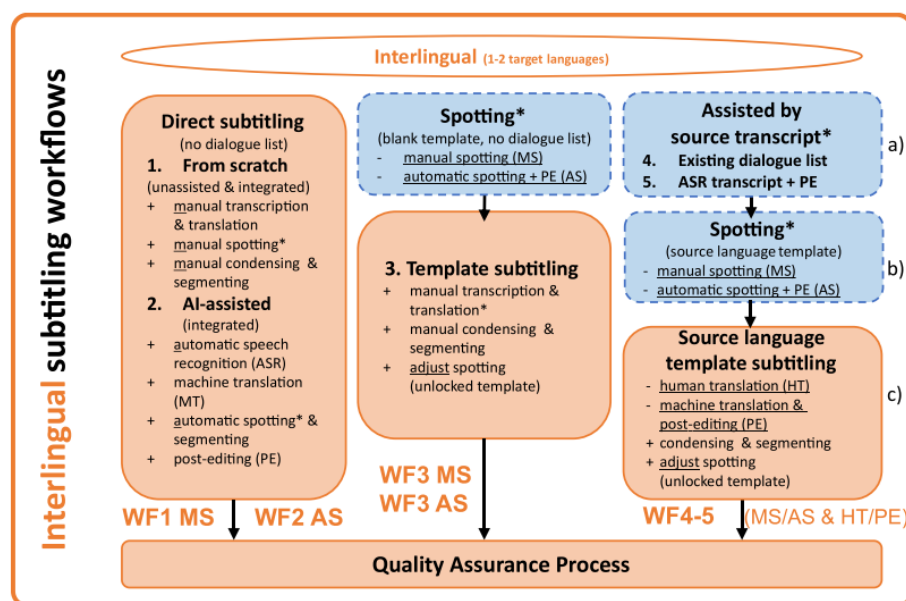 Interlingual subtitling workflows
Interlingual (1-2 target languages)
Direct subtitling
(no dialogue list)
1. From scratch
(unassisted & integrated)
+ manual transcription
& translation
+ manual spotting*
+ manual condensing &
segmenting
2. AI-assisted
(integrated)
+ automatic speech
recognition (ASR)
+ machine translation
(MT)
+ automatic spotting* &
segmenting
+ post-editing (PE)
WF1 MS WF2 AS
Spotting*
(blank template, no dialogue list)
- manual spotting (MS)
- automatic spotting + PE (AS)
3. Template subtitling
+ manual transcription &
translation*
+ manual condensing &
segmenting
+ adjust spotting
(unlocked template)
WF3 MS
WF3 AS
Assisted by
source transcript*
4. Existing dialogue list
5. ASR transcript + PE
a)
Spotting*
(source language template)
- manual spotting (MS)
- automatic spotting + PE (AS)
b)
Source language
template subtitling
- human translation (HT)
- machine translation &
post-editing (PE)
+ condensing & segmenting
+ adjust spotting
(unlocked template)
c)
WF4-5 (MS/AS & HT/PE)
Quality Assurance Process